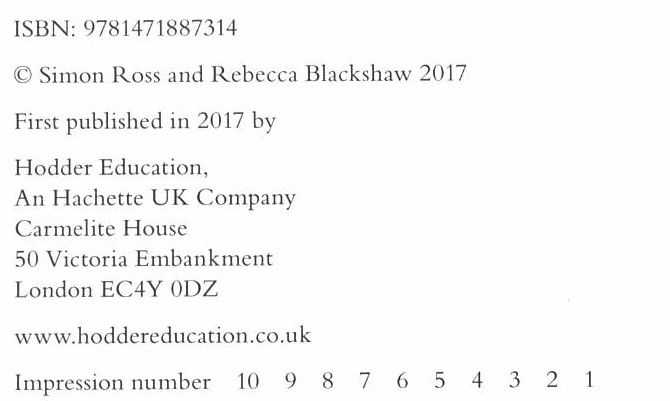 ISBN: 9781471887314
© Simon Ross and Rebecca Blackshaw 2017
First published in 2017 by
Hodder Education,
An Hachette UK Company
Carmelite House
50 Victoria Embankment
London EC4Y 0DZ
www.hoddereducation.co.uk
Impression number 10 9 8 7 6 5 4 3 2 1